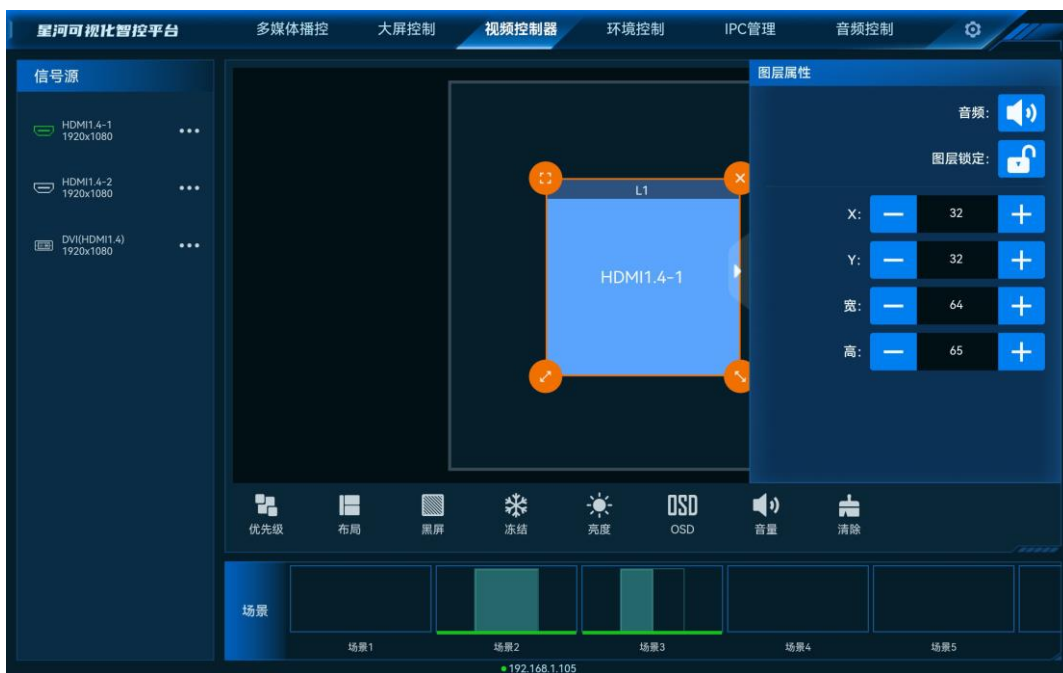 星河可视化智控平台
多媒体播控 大屏控制 视频控制器 环境控制 IPC管理 音频控制
信号源
HDMI1.4-1
1920x1080
HDMI1.4-2
1920x1080
DVI(HDMI1.4)
1920x1080
L1
HDMI1.4-1
图层属性
音频:
图层锁定:
X: 32
Y: 32
宽: 64
高: 65
优先级 布局 黑屏 冻结 亮度 OSD 音量 清除
OSD
场景
场景1 场景2 场景3 场景4 场景5
192.168.1.105